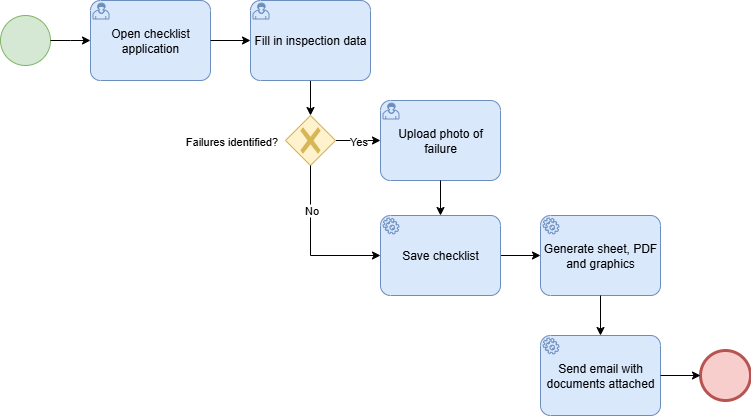 Open checklist
application
Fill in inspection data
Failures identified?
Yes
Upload photo of
failure
No
Save checklist
Generate sheet, PDF
and graphics
Send email with
documents attached